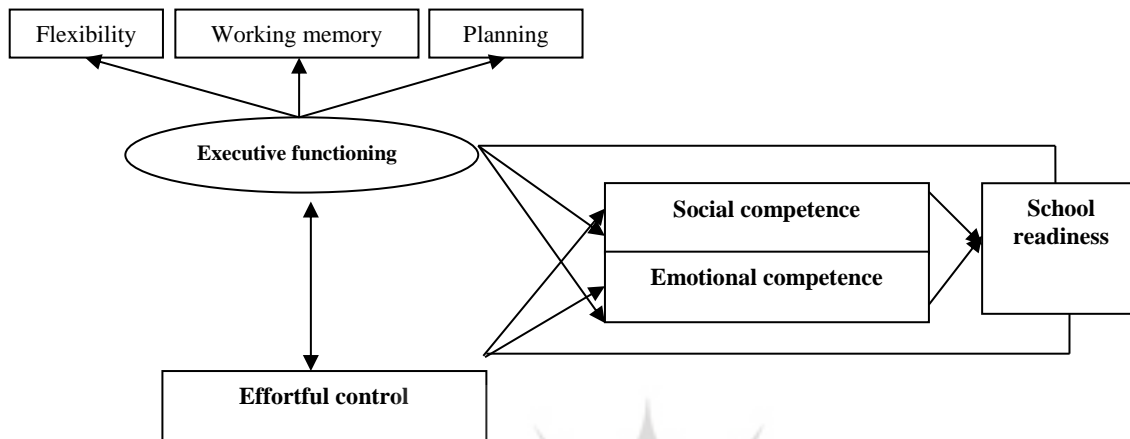 Flexibility
Working memory
Planning
Executive functioning
Social competence
School
readiness
Emotional competence
Effortful control